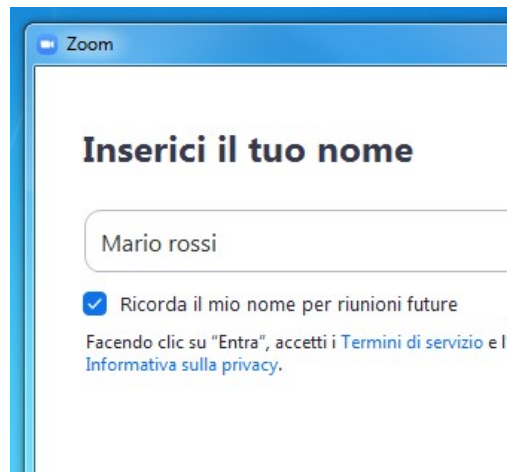 Zoom
Inserici il tuo nome
Mario rossi
Ricorda il mio nome per riunioni future
Facendo clic su “Entra”, accetti i Termini di servizio e l'
Informativa sulla privacy.